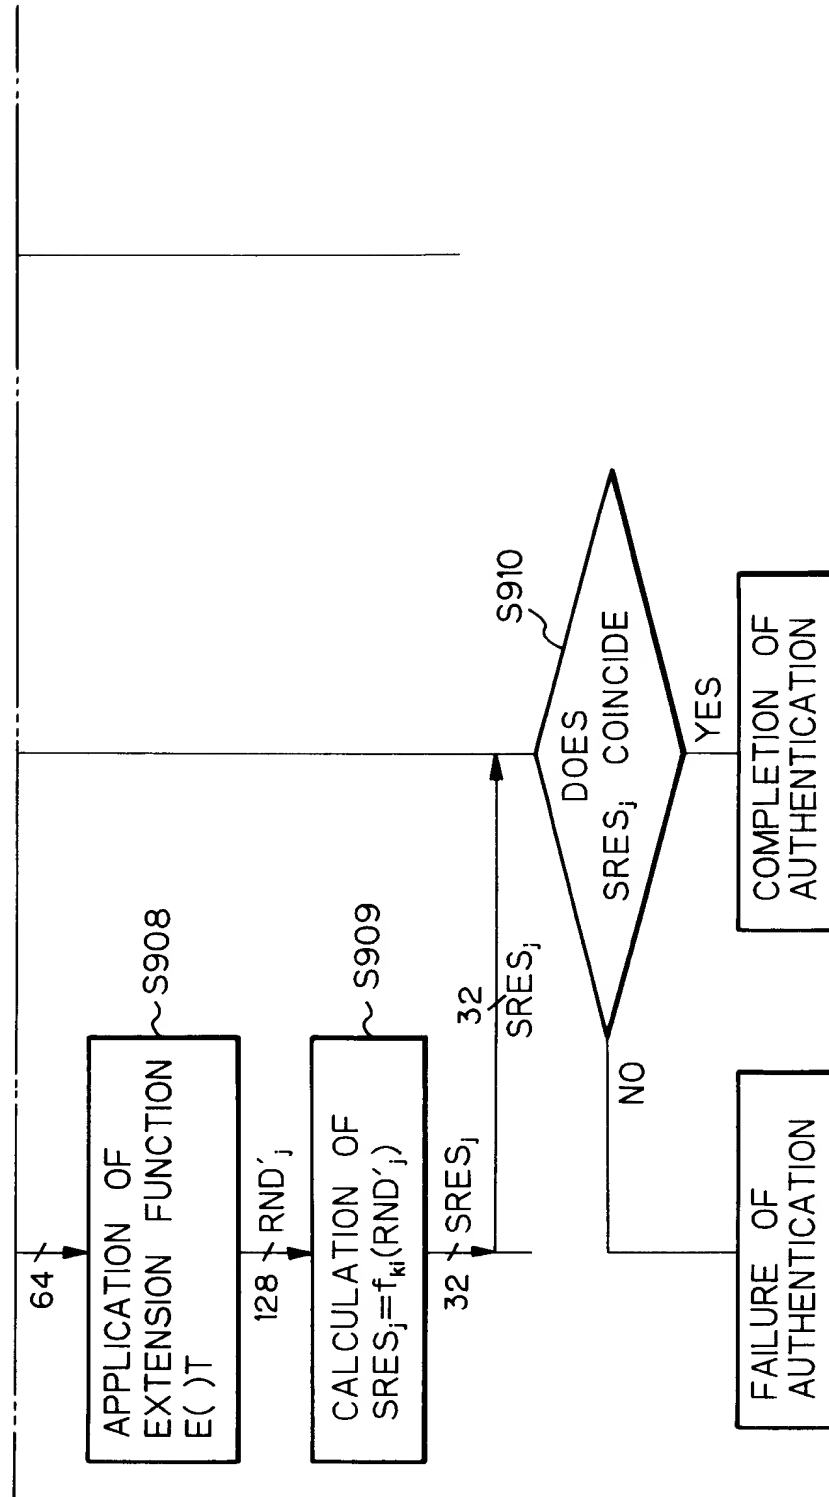 64
APPLICATION OF
EXTENSION FUNCTION
E( )T
S908
128
RND'j
CALCULATION OF
SRESj=fki(RND'j)
S909
32
SRESj
32
SRESj
S910
DOES
SRESj COINCIDE
NO
YES
FAILURE OF
AUTHENTICATION
COMPLETION OF
AUTHENTICATION